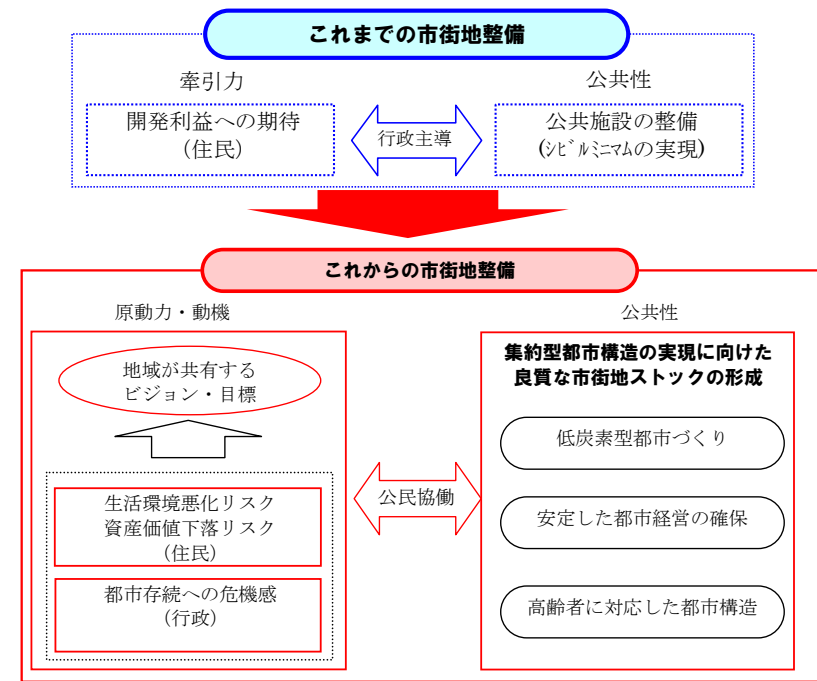 これまでの市街地整備
牽引力
公共性
開発利益への期待
(住民)
行政主導
公共施設の整備
(ｼﾋﾞﾙﾐﾆﾏﾑの実現)
これからの市街地整備
原動力・動機
公共性
地域が共有する
ビジョン・目標
生活環境悪化リスク
資産価値下落リスク
(住民)
都市存続への危機感
(行政)
公民協働
集約型都市構造の実現に向けた
良質な市街地ストックの形成
低炭素型都市づくり
安定した都市経営の確保
高齢者に対応した都市構造